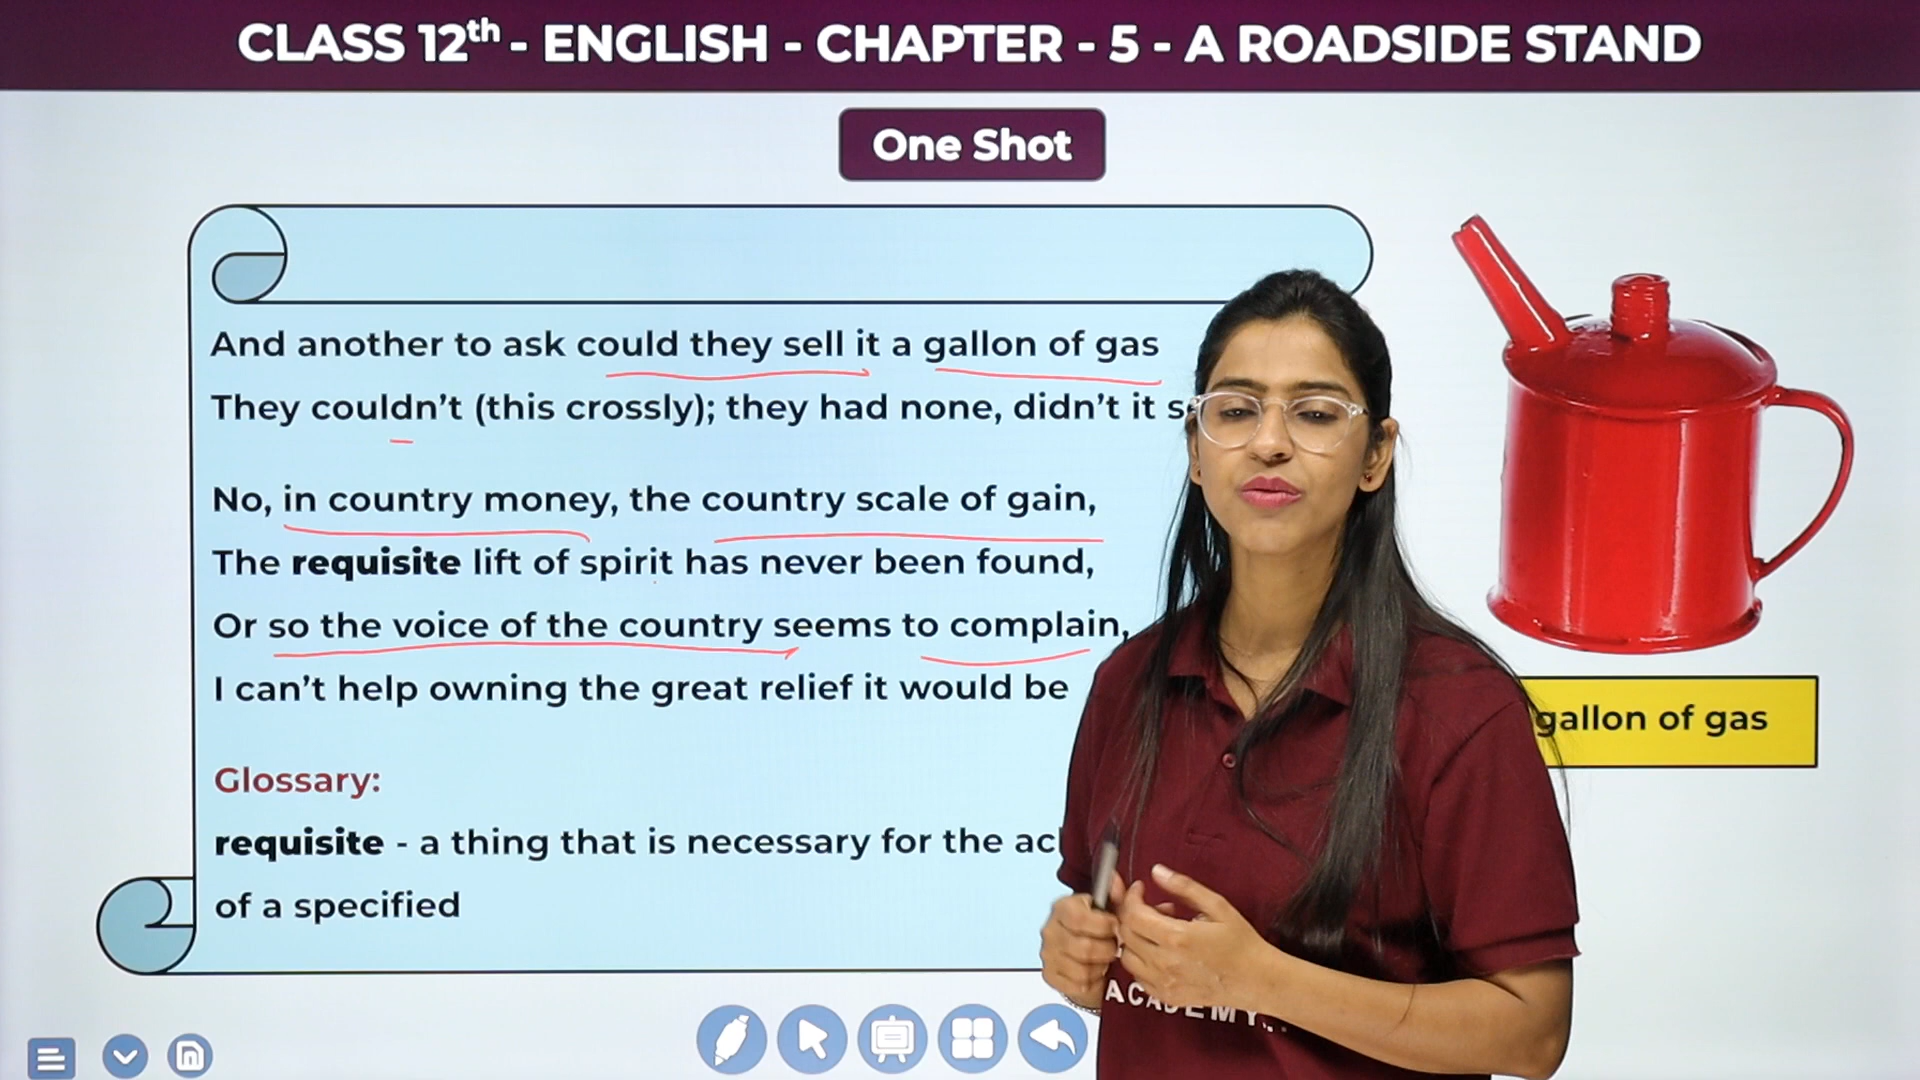 CLASS 12th - ENGLISH - CHAPTER - 5 - A ROADSIDE STAND
One Shot
And another to ask could they sell it a gallon of gas
They couldn't (this crossly); they had none, didn't it
No, in country money, the country scale of gain,
The requisite lift of spirit has never been found,
Or so the voice of the country seems to complain,
I can't help owning the great relief it would be
gallon of gas
Glossary:
requisite - a thing that is necessary for the
of a specified
ACADEMY